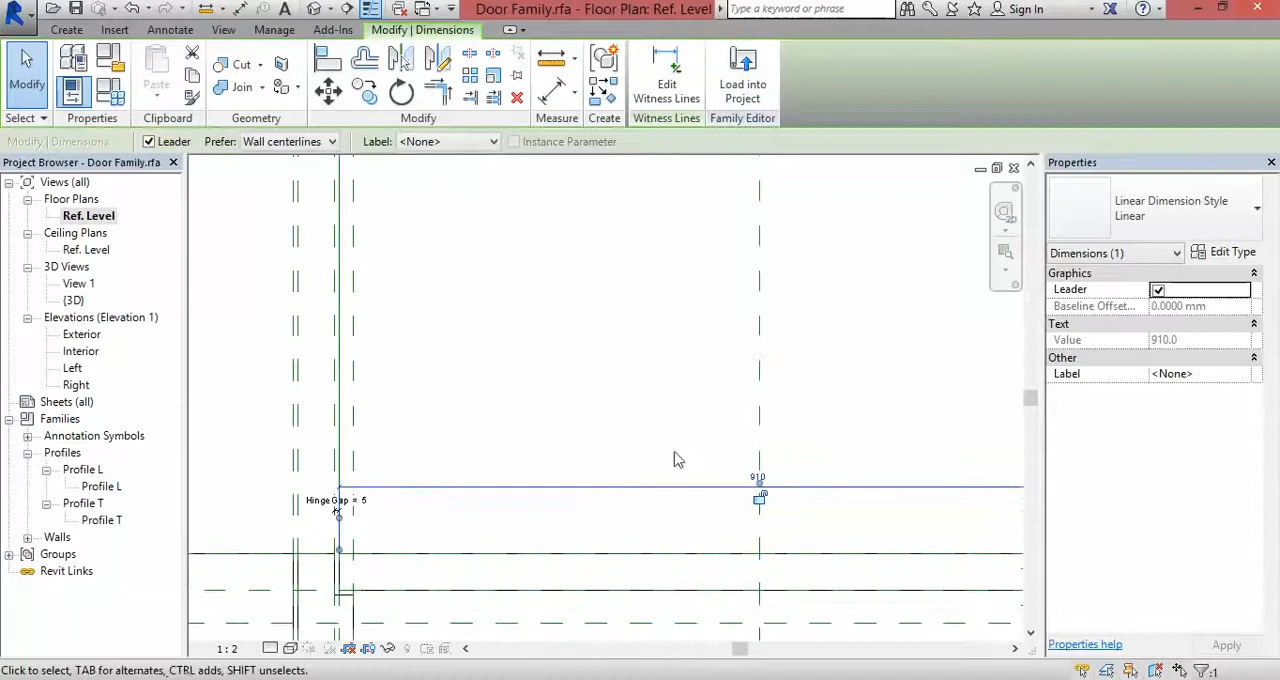 Door Family.rfa - Floor Plan: Ref. Level
Type a keyword or phrase
Sign In
Create Insert Annotate View Manage Add-Ins Modify | Dimensions
Modify
Paste
Cut
Join
Edit
Witness Lines
Load into
Project
Select Properties Clipboard Geometry Modify Measure Create Witness Lines Family Editor
Modify | Dimensions
Leader
Prefer: Wall centerlines
Label: <None>
Instance Parameter
Project Browser - Door Family.rfa
Views (all)
Floor Plans
Ref. Level
Ceiling Plans
Ref. Level
3D Views
View 1
{3D}
Elevations (Elevation 1)
Exterior
Interior
Left
Right
Sheets (all)
Families
Annotation Symbols
Profiles
Profile L
Profile L
Profile T
Profile T
Walls
Groups
Revit Links
2D
910
Hinge Gap = 5
Properties
Linear Dimension Style
Linear
Dimensions (1)
Edit Type
Graphics
Leader
Baseline Offset... 0.0000 mm
Text
Value 910.0
Other
Label <None>
Properties help
Apply
1 : 2
Click to select, TAB for alternates, CTRL adds, SHIFT unselects.
:1